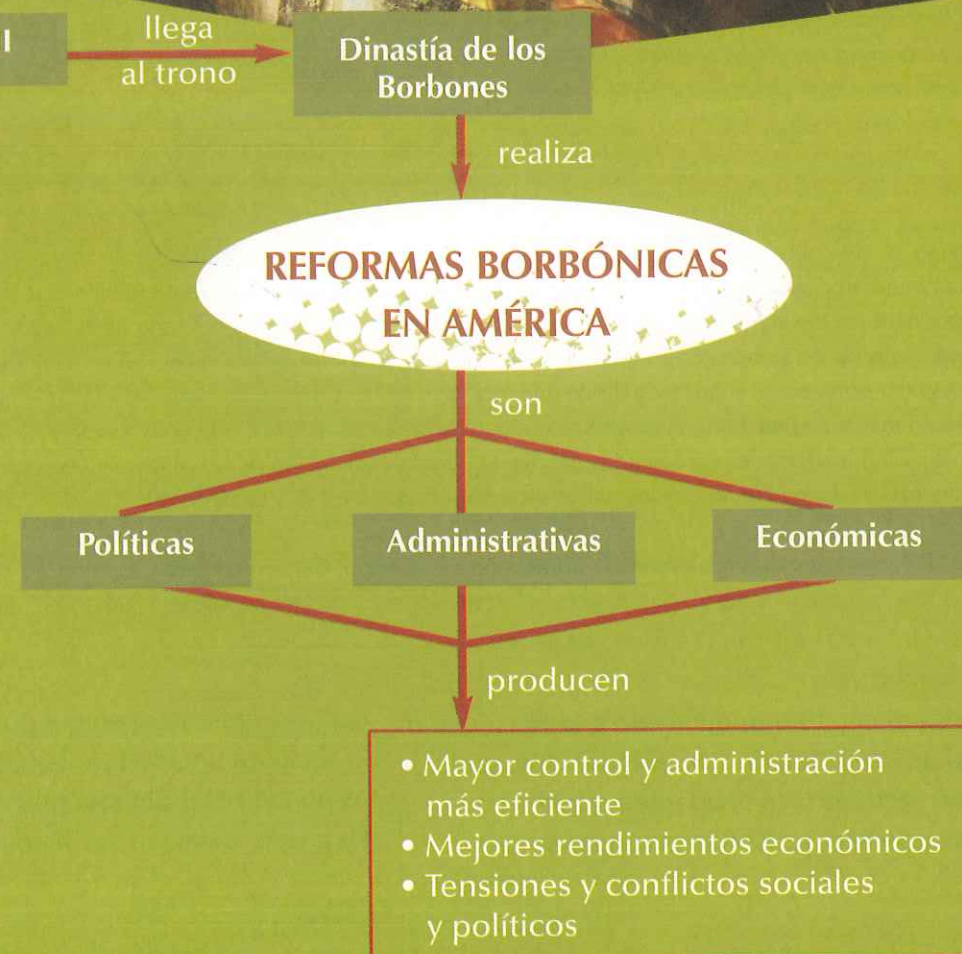 l
llega
al trono
Dinastía de los
Borbones
realiza
REFORMAS BORBÓNICAS
EN AMÉRICA
son
Políticas
Administrativas
Económicas
producen
• Mayor control y administración
más eficiente
• Mejores rendimientos económicos
• Tensiones y conflictos sociales
y políticos